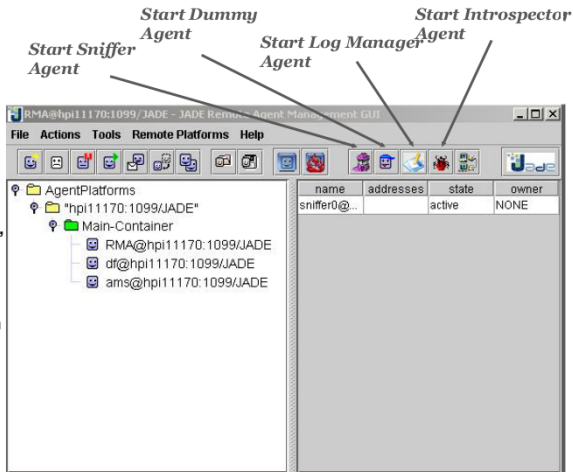 Start Dummy
Agent
Start Introspector
Agent
Start Sniffer
Agent
Start Log Manager
Agent
RMA@hpi11170:1099/JADE - JADE Remote Agent Management GUI
File Actions Tools Remote Platforms Help
Jade
AgentPlatforms
"hpi11170:1099/JADE"
Main-Container
RMA@hpi11170:1099/JADE
df@hpi11170:1099/JADE
ams@hpi11170:1099/JADE
name addresses state owner
sniffer0@... active NONE